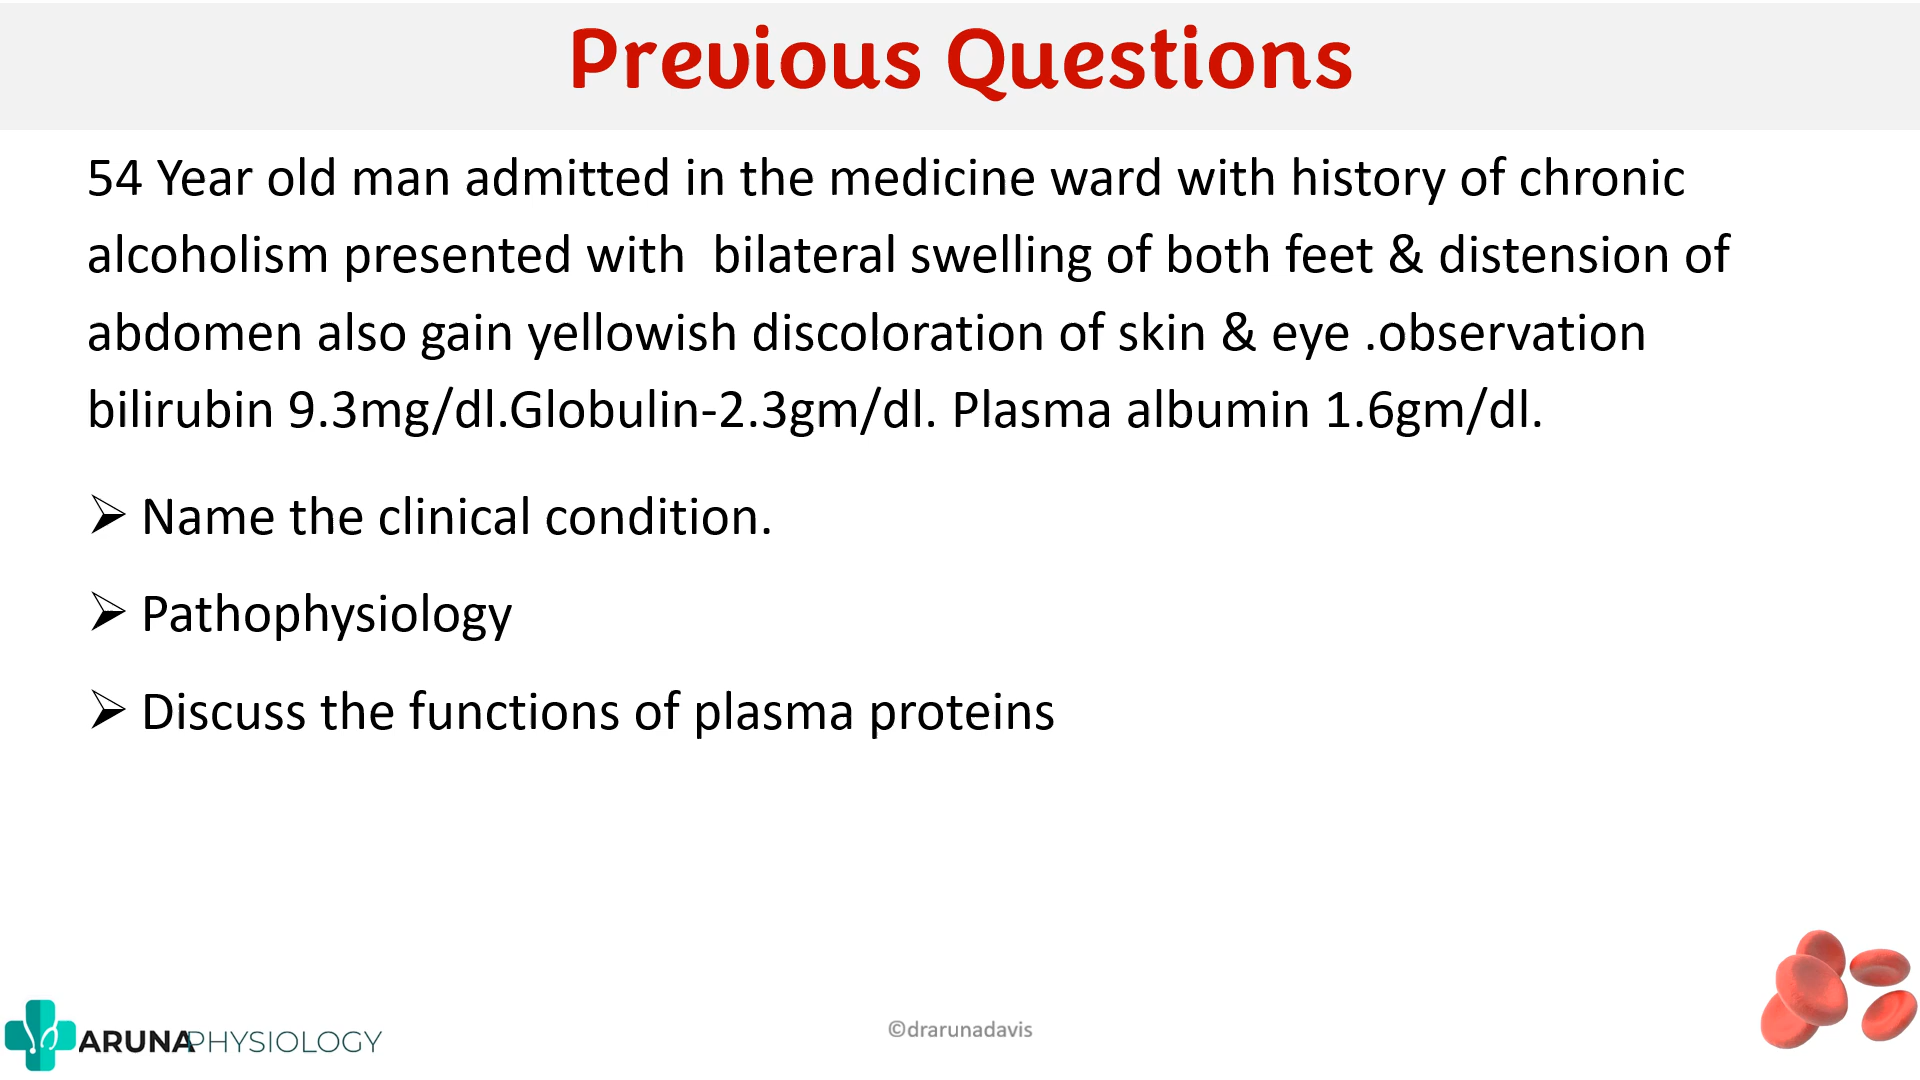 Previous Questions
54 Year old man admitted in the medicine ward with history of chronic
alcoholism presented with  bilateral swelling of both feet & distension of
abdomen also gain yellowish discoloration of skin & eye .observation
bilirubin 9.3mg/dl.Globulin-2.3gm/dl. Plasma albumin 1.6gm/dl.
➢ Name the clinical condition.
➢ Pathophysiology
➢ Discuss the functions of plasma proteins
ARUNAPHYSIOLOGY
©drarunadavis